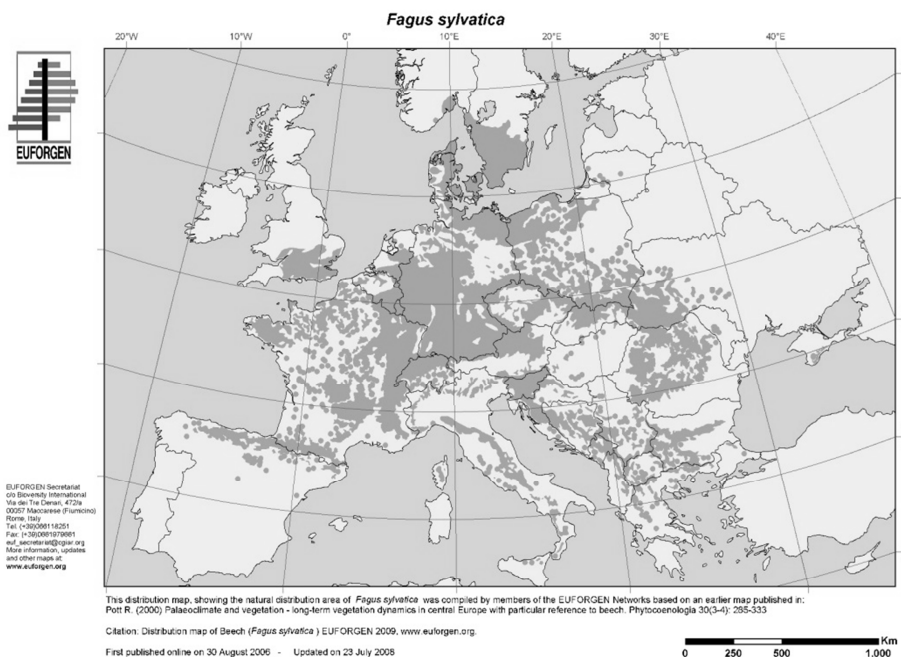 Fagus sylvatica
20°W 10°W 0° 10°E 20°E 30°E 40°E
EUFORGEN
EUFORGEN Secretariat
c/o Bioversity International
Via dei Tre Denari, 472/a
00057 Maccarese (Fiumicino)
Rome, Italy
Tel. (+39)066118251
Fax: (+39)0661979661
euf_secretariat@cgiar.org
More information, updates
and other maps at:
www.euforgen.org
This distribution map, showing the natural distribution area of Fagus sylvatica was compiled by members of the EUFORGEN Networks based on an earlier map published in:
Pott R. (2000) Palaeoclimate and vegetation - long-term vegetation dynamics in central Europe with particular reference to beech. Phytocoenologia 30(3-4): 285-333
Citation: Distribution map of Beech (Fagus sylvatica ) EUFORGEN 2009, www.euforgen.org.
First published online on 30 August 2006 - Updated on 23 July 2008
Km
0 250 500 1.000